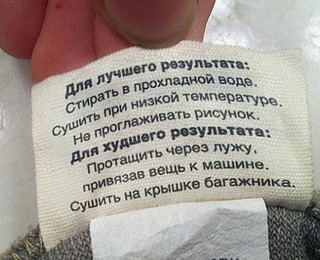 Для лучшего результата:
Стирать в прохладной воде.
Сушить при низкой температуре.
Не проглаживать рисунок.
Для худшего результата:
Протащить через лужу,
привязав вещь к машине.
Сушить на крышке багажника.